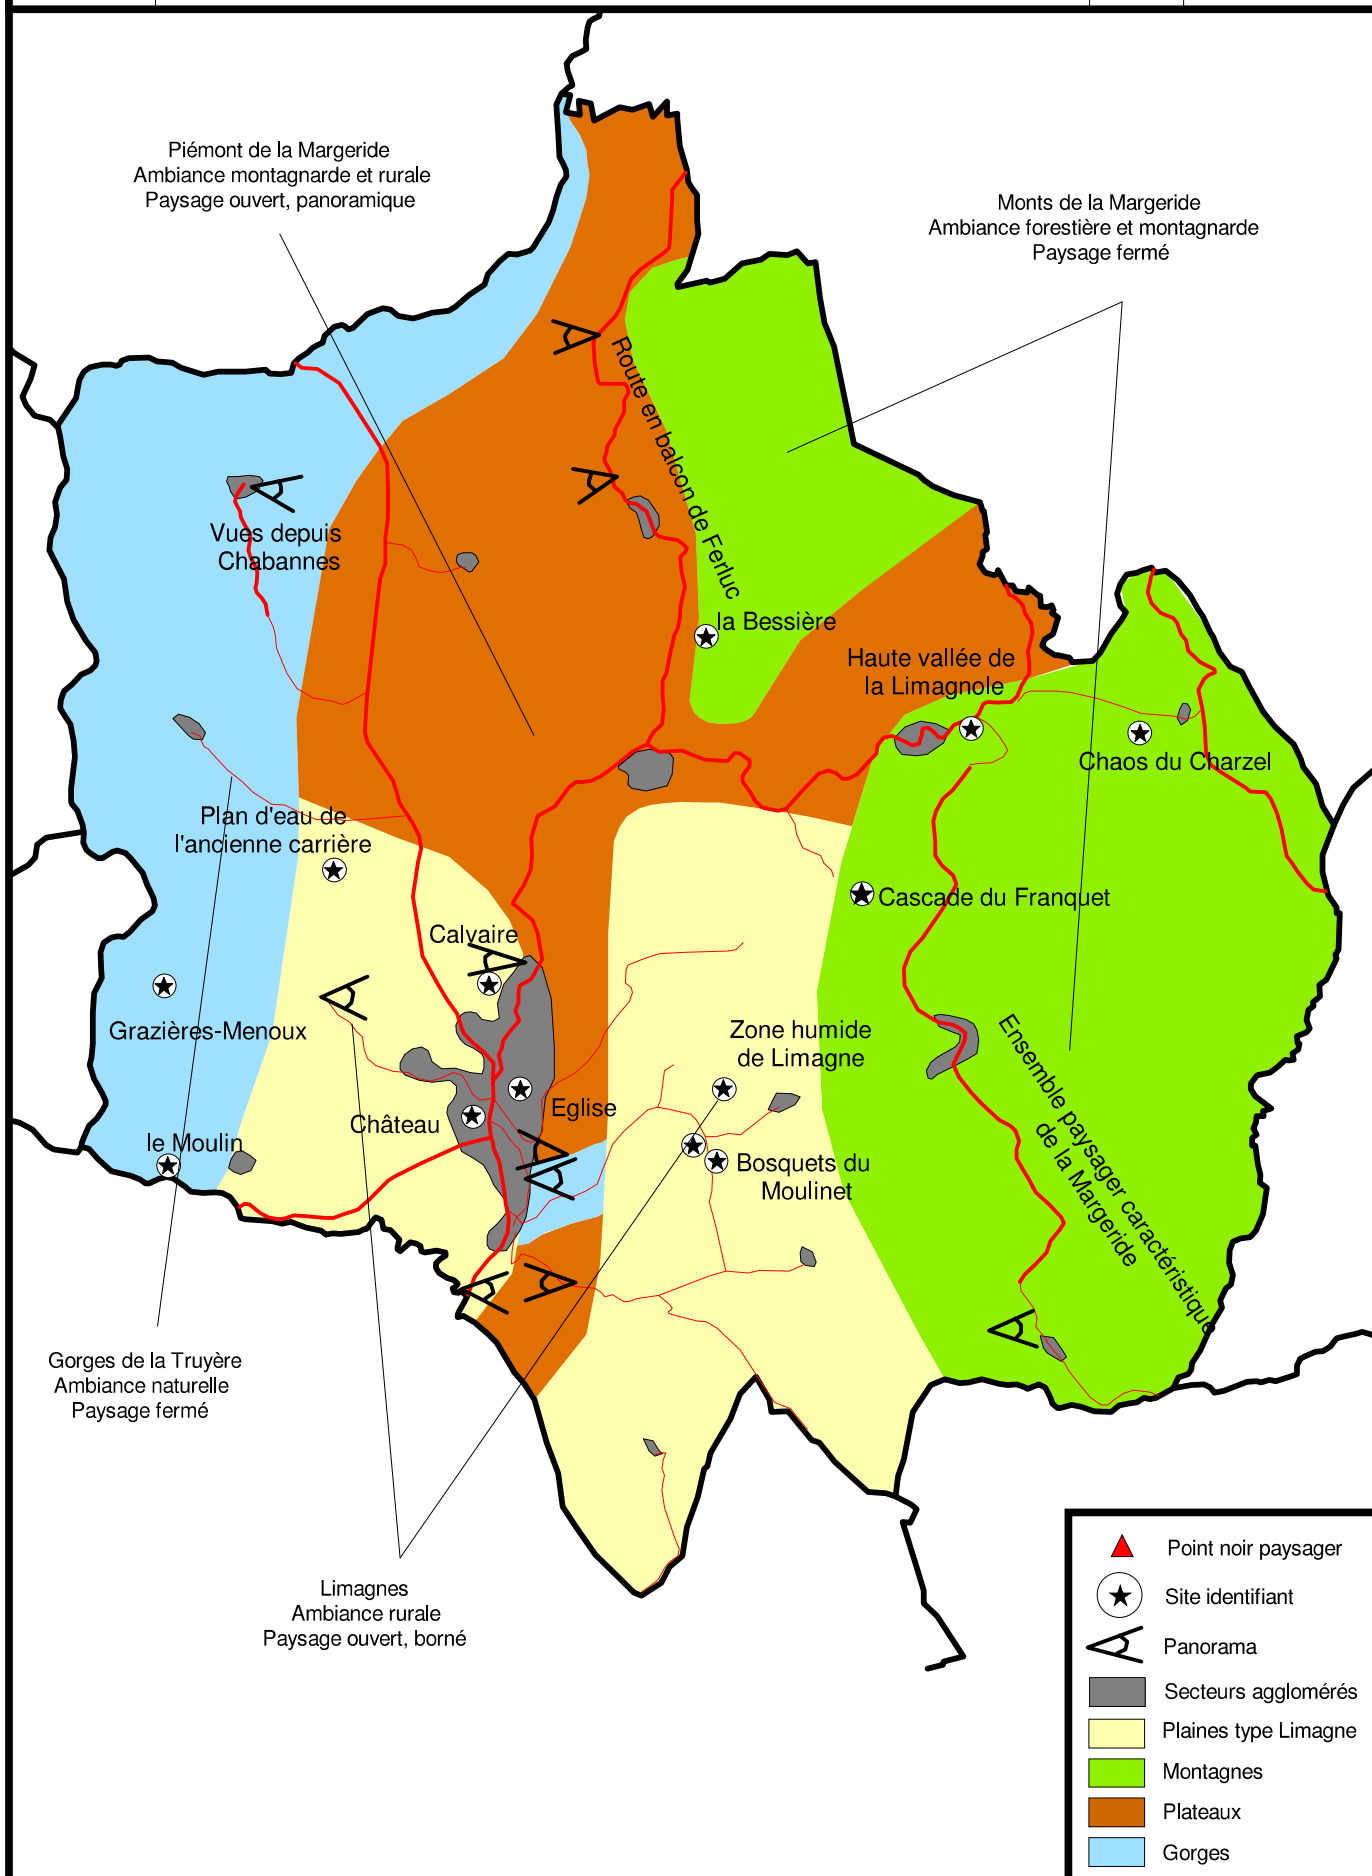 Piémont de la Margeride
Ambiance montagnarde et rurale
Paysage ouvert, panoramique
Monts de la Margeride
Ambiance forestière et montagnarde
Paysage fermé
Route en balcon de Ferluc
Vues depuis
Chabannes
la Bessière
Haute vallée de
la Limagnole
Chaos du Charzel
Plan d'eau de
l'ancienne carrière
Cascade du Franquet
Calvaire
Grazières-Menoux
Zone humide
de Limagne
Ensemble paysager caractéristique
de la Margeride
Eglise
Château
le Moulin
Bosquets du
Moulinet
Gorges de la Truyère
Ambiance naturelle
Paysage fermé
Limagnes
Ambiance rurale
Paysage ouvert, borné
Point noir paysager
Site identifiant
Panorama
Secteurs agglomérés
Plaines type Limagne
Montagnes
Plateaux
Gorges